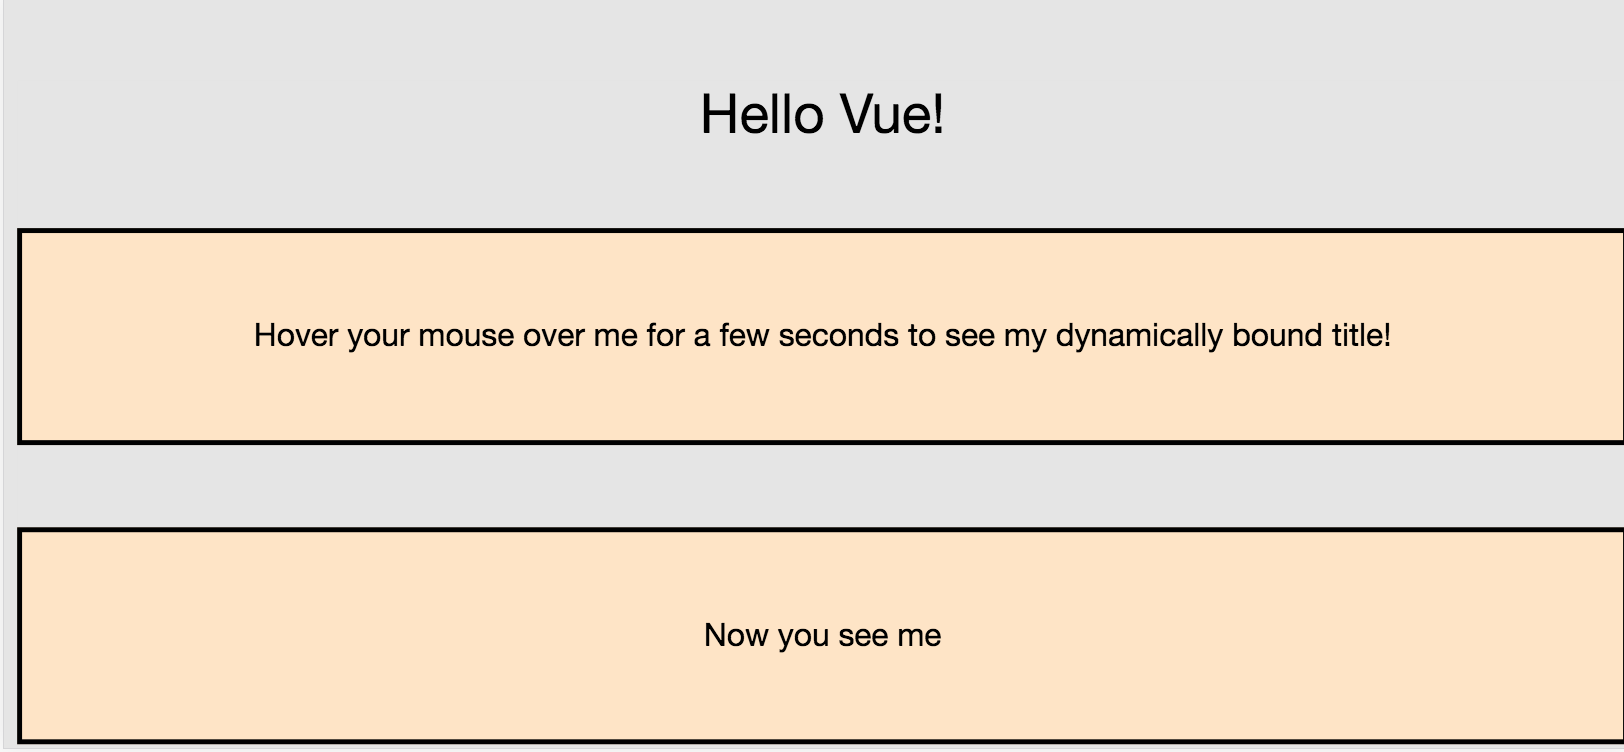 Hello Vue!
Hover your mouse over me for a few seconds to see my dynamically bound title!
Now you see me